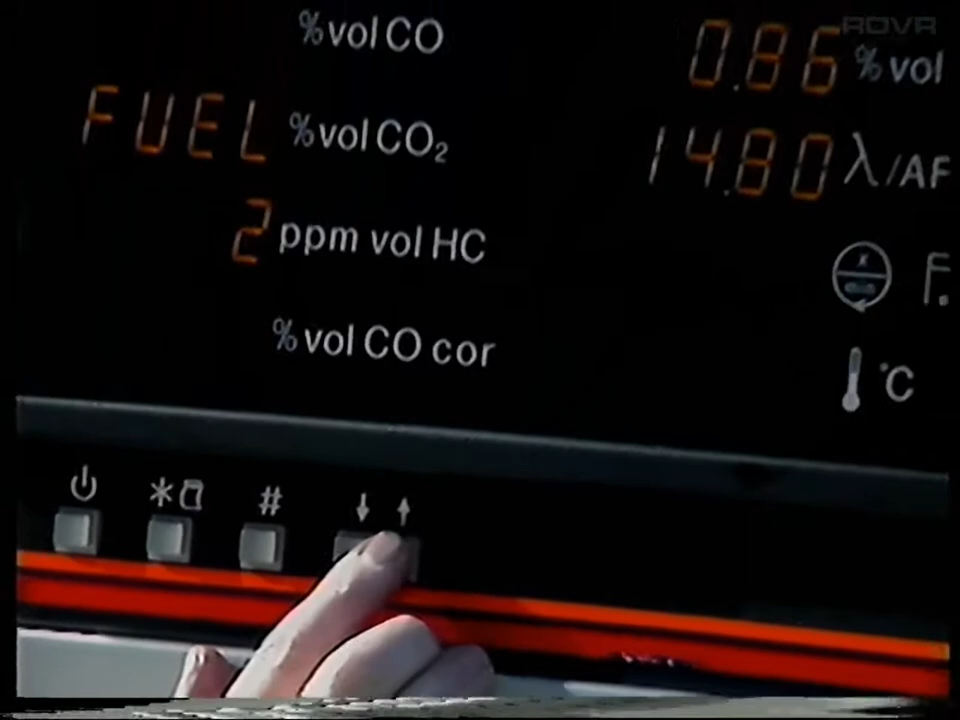 ROVR
%vol CO 0.86 %vol
FUEL %vol CO₂ 14.80 λ/AF
2 ppm vol HC
%vol CO cor °C
* #
↓ ↑